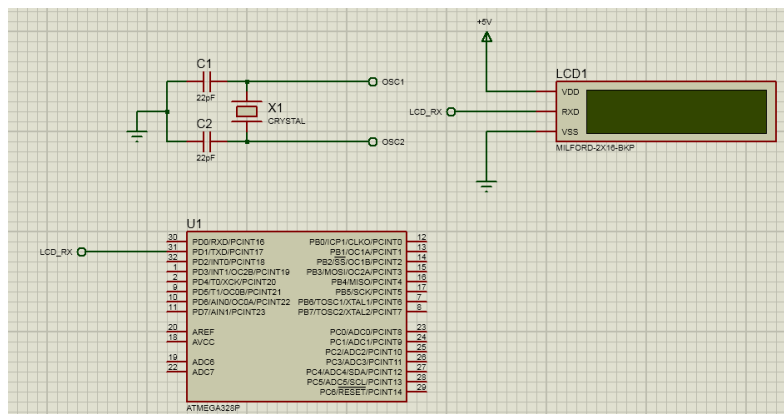 +5V
C1
22pF
OSC1
X1
CRYSTAL
C2
22pF
OSC2
LCD1
VDD
LCD_RX
RXD
VSS
MILFORD-2X16-BKP
U1
30 PD0/RXD/PCINT16 PB0/ICP1/CLKO/PCINT0 12
LCD_RX 31 PD1/TXD/PCINT17 PB1/OC1A/PCINT1 13
32 PD2/INT0/PCINT18 PB2/SS/OC1B/PCINT2 14
1 PD3/INT1/OC2B/PCINT19 PB3/MOSI/OC2A/PCINT3 15
2 PD4/T0/XCK/PCINT20 PB4/MISO/PCINT4 16
9 PD5/T1/OC0B/PCINT21 PB5/SCK/PCINT5 17
10 PD6/AIN0/OC0A/PCINT22 PB6/TOSC1/XTAL1/PCINT6 7
11 PD7/AIN1/PCINT23 PB7/TOSC2/XTAL2/PCINT7 8
20 AREF PC0/ADC0/PCINT8 23
18 AVCC PC1/ADC1/PCINT9 24
PC2/ADC2/PCINT10 25
19 ADC6 PC3/ADC3/PCINT11 26
22 ADC7 PC4/ADC4/SDA/PCINT12 27
PC5/ADC5/SCL/PCINT13 28
PC6/RESET/PCINT14 29
ATMEGA328P